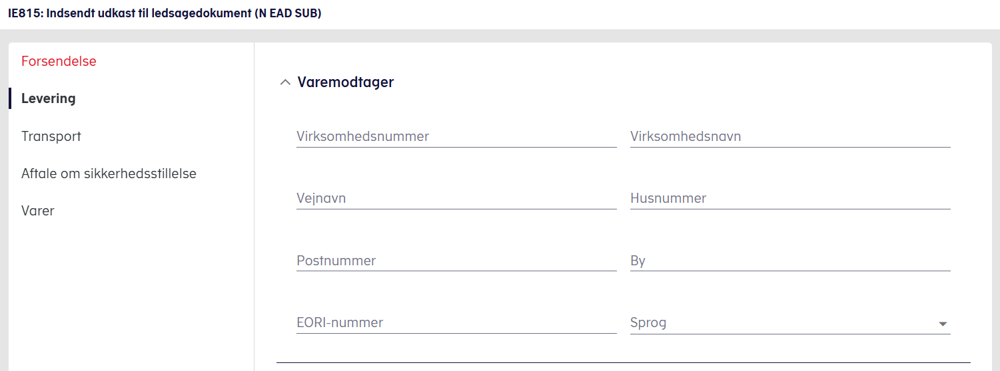 IE815: Indsendt udkast til ledsagedokument (N EAD SUB)
Forsendelse
Levering
Transport
Aftale om sikkerhedsstillelse
Varer
Varemodtager
Virksomhedsnummer Virksomhedsnavn
Vejnavn Husnummer
Postnummer By
EORI-nummer Sprog